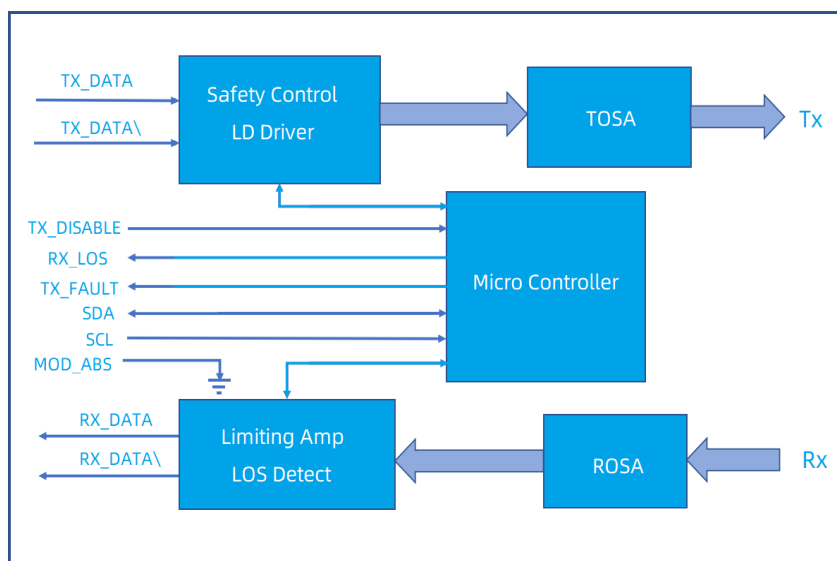 TX_DATA
TX_DATA\
Safety Control
LD Driver
TOSA
Tx
TX_DISABLE
RX_LOS
TX_FAULT
SDA
SCL
MOD_ABS
Micro Controller
RX_DATA
RX_DATA\
Limiting Amp
LOS Detect
ROSA
Rx